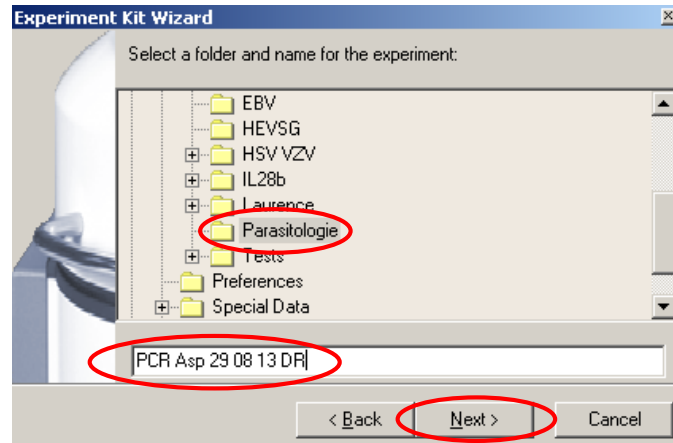 Experiment Kit Wizard
Select a folder and name for the experiment:
EBV
HEVSG
HSV VZV
IL28b
Laurence
Parasitologie
Tests
Preferences
Special Data
PCR Asp 29 08 13 DR
< Back Next > Cancel